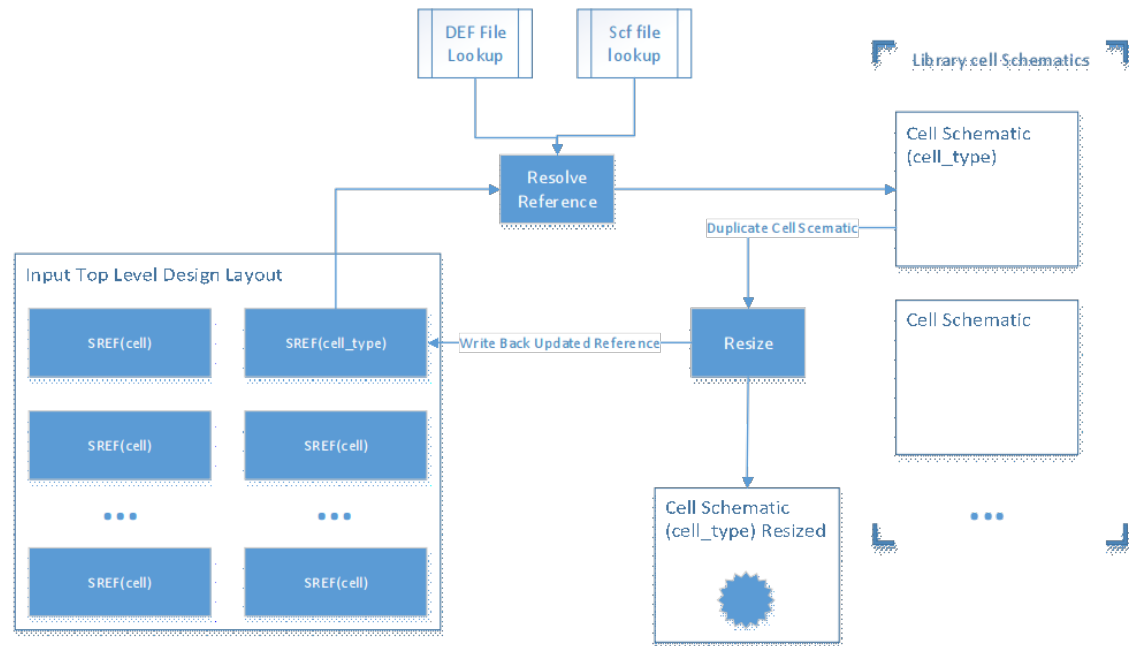 DEF File
Lookup
Scf file
lookup
Library cell Schematics
Cell Schematic
(cell_type)
Resolve
Reference
Duplicate Cell Scematic
Input Top Level Design Layout
SREF(cell)
SREF(cell_type)
Write Back Updated Reference
Resize
Cell Schematic
SREF(cell)
SREF(cell)
...
...
Cell Schematic
(cell_type) Resized
...
SREF(cell)
SREF(cell)